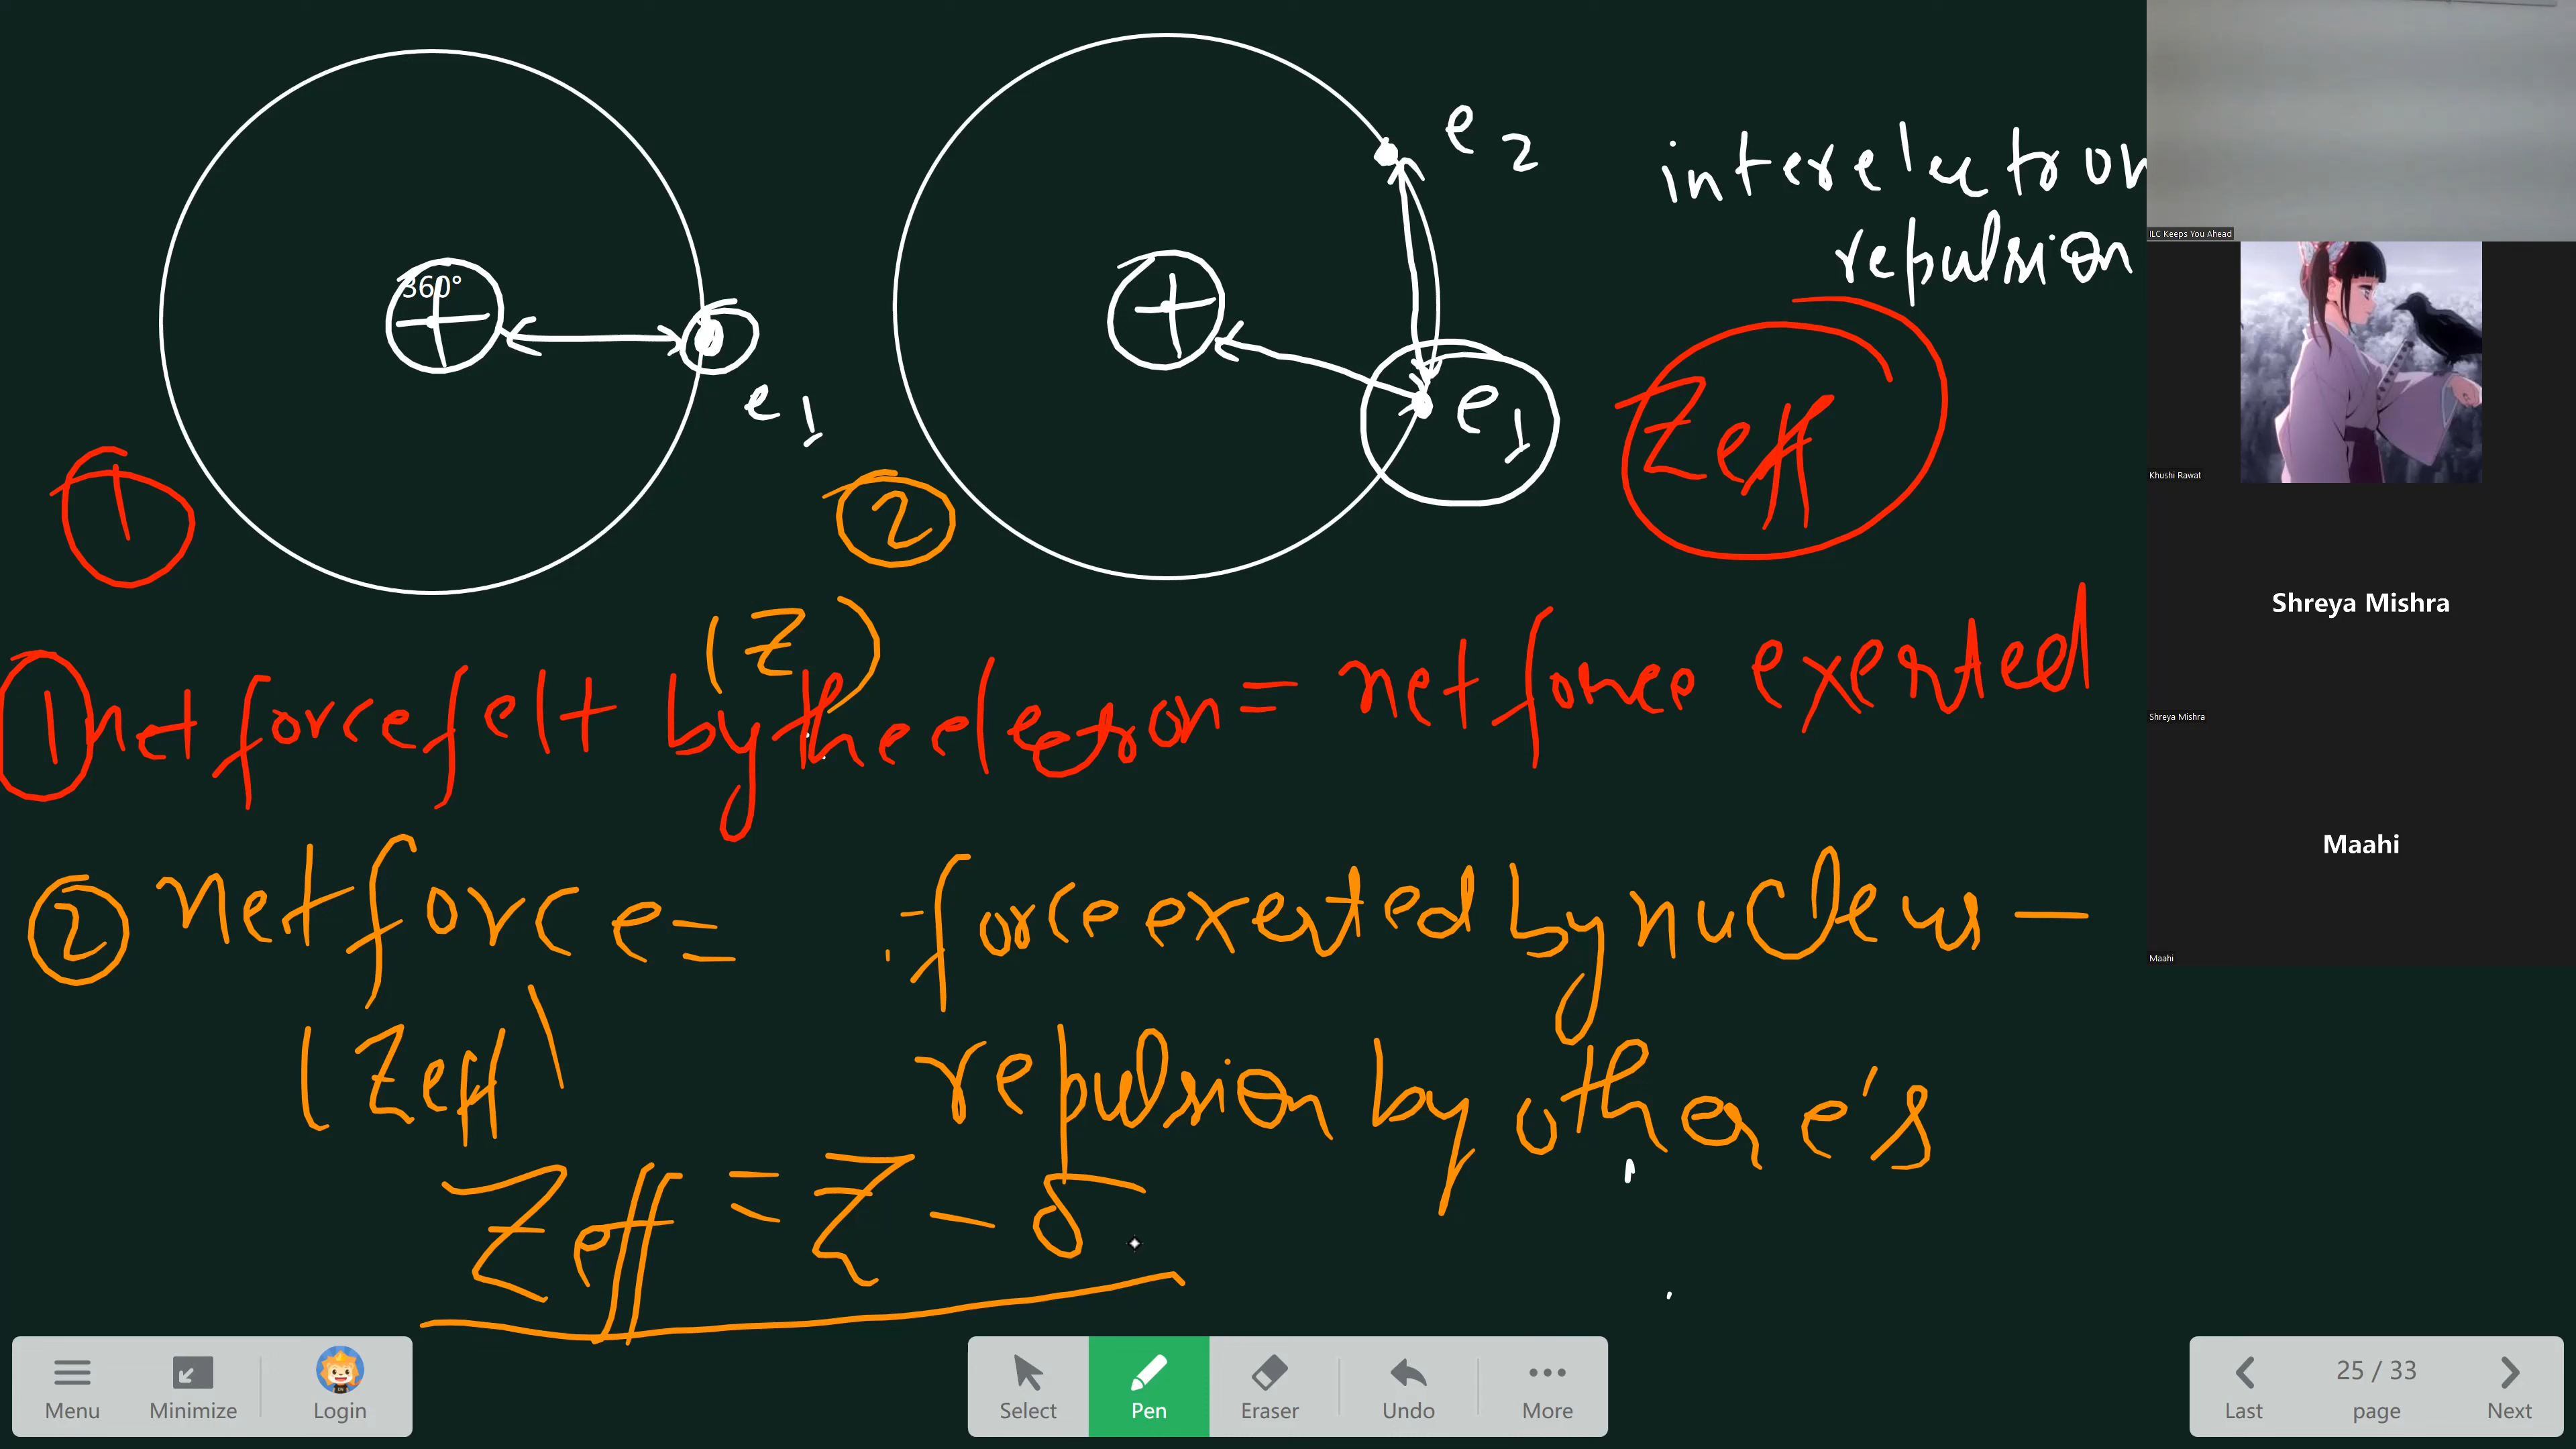 360°
e1
e2
interelectron
repulsion
e1
Zeff
1
2
(Z)
1 net force felt by the electron = net force exerted
2 net force = force exerted by nucleus —
(Zeff) repulsion by other e's
Zeff = Z - σ
ILC Keeps You Ahead
Khushi Rawat
Shreya Mishra
Shreya Mishra
Maahi
Maahi
Menu Minimize Login Select Pen Eraser Undo More Last 25 / 33 page Next